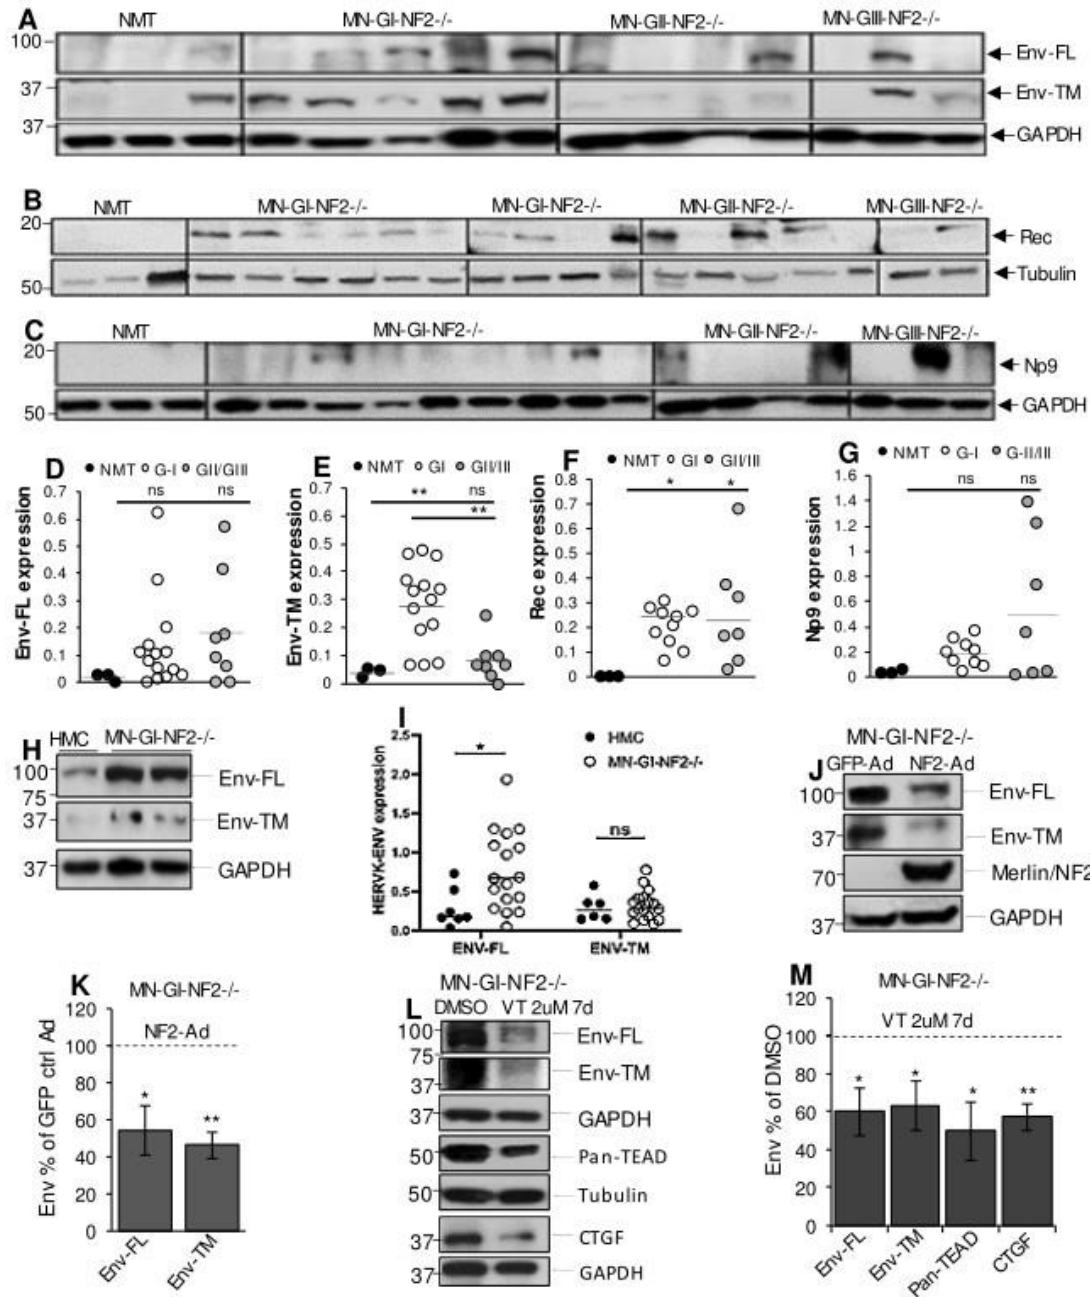 A
NMT MN-GI-NF2-/- MN-GII-NF2-/- MN-GIII-NF2-/-
100
Env-FL
37
Env-TM
37
GAPDH
B
NMT MN-GI-NF2-/- MN-GI-NF2-/- MN-GII-NF2-/- MN-GIII-NF2-/-
20
Rec
Tubulin
50
C
NMT MN-GI-NF2-/- MN-GII-NF2-/- MN-GIII-NF2-/-
20
Np9
GAPDH
50
D
NMT G-I GII/GIII
ns ns
Env-FL expression
0.7
0.6
0.5
0.4
0.3
0.2
0.1
0
E
NMT GI GII/III
** ns
**
Env-TM expression
0.7
0.6
0.5
0.4
0.3
0.2
0.1
0
F
NMT GI GII/III
* *
Rec expression
0.8
0.7
0.6
0.5
0.4
0.3
0.2
0.1
0
G
NMT G-I G-II/III
ns ns
Np9 expression
1.6
1.4
1.2
1
0.8
0.6
0.4
0.2
0
H
HMC MN-GI-NF2-/-
100
Env-FL
75
37
Env-TM
37
GAPDH
I
HMC
MN-G1-NF2-/-
*
ns
HERVK-ENV expression
2.5
2.0
1.5
1.0
0.5
0.0
ENV-FL ENV-TM
J
MN-GI-NF2-/-
GFP-Ad NF2-Ad
100
Env-FL
37
Env-TM
70
Merlin/NF2
37
GAPDH
K
MN-GI-NF2-/-
NF2-Ad
Env % of GFP ctrl Ad
120
100
80
60
40
20
0
* **
Env-FL Env-TM
L
MN-GI-NF2-/-
DMSO VT 2uM 7d
100
Env-FL
75
Env-TM
37
37
GAPDH
50
Pan-TEAD
50
Tubulin
37
CTGF
37
GAPDH
M
MN-GI-NF2-/-
VT 2uM 7d
Env % of DMSO
120
100
80
60
40
20
0
* * * **
Env-FL Env-TM Pan-TEAD CTGF